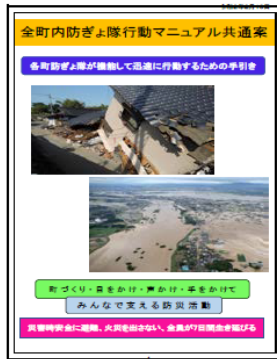 全町内防ぎょ隊行動マニュアル共通案
各町防ぎょ隊が機能して迅速に行動するための手引き
町づくり・目をかけ・声かけ・手をかけて
みんなで支える防災活動
災害時安全に避難、火災を出さない、全員が7日間生き延びる